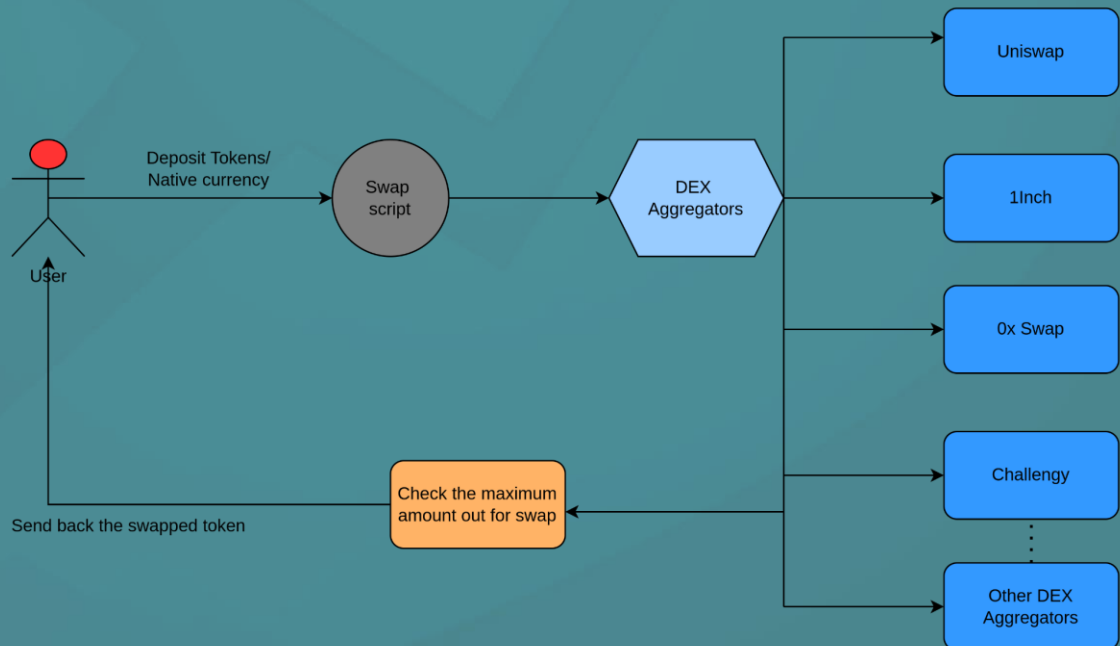 Uniswap
Deposit Tokens/
Native currency
Swap
script
DEX
Aggregators
1Inch
User
0x Swap
Check the maximum
amount out for swap
Challengy
Send back the swapped token
Other DEX
Aggregators